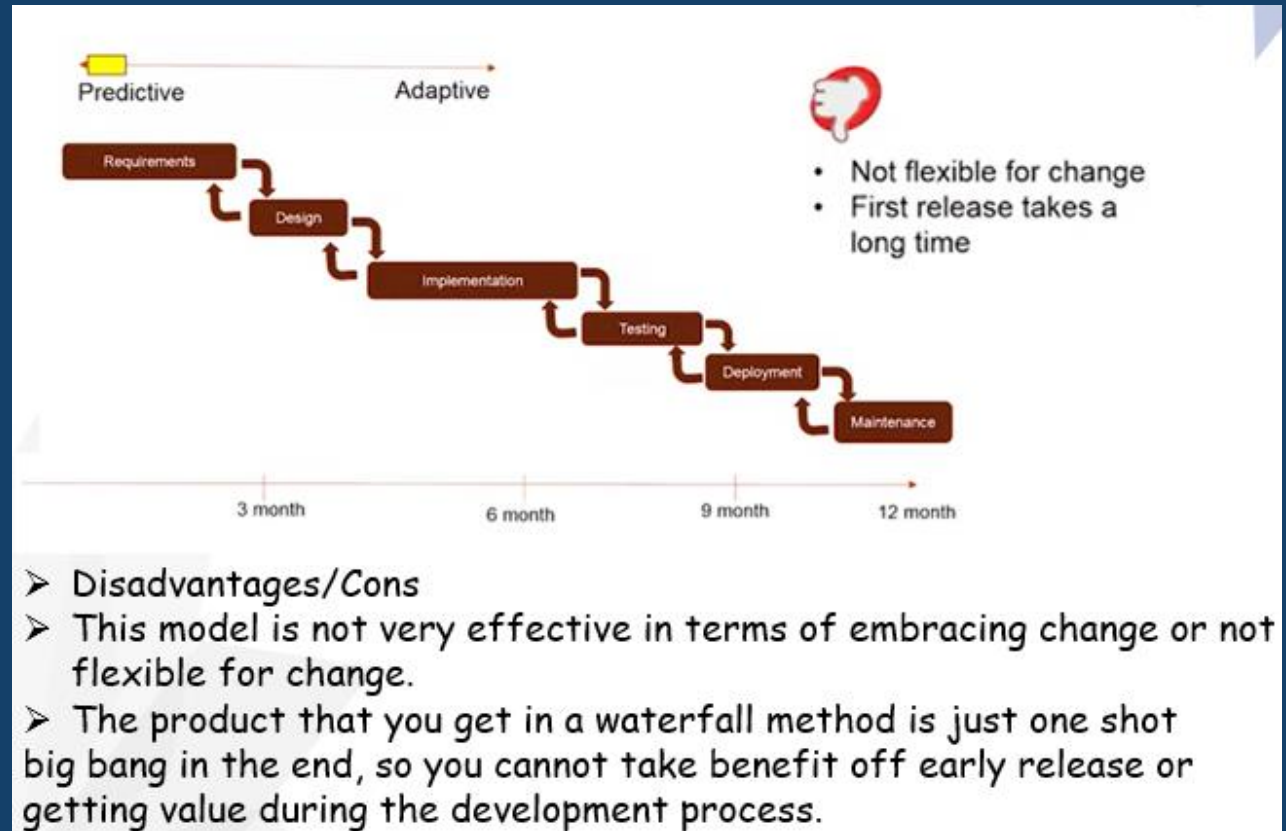 Predictive
Adaptive
Requirements
Design
Implementation
Testing
Deployment
Maintenance
• Not flexible for change
• First release takes a
long time
3 month
6 month
9 month
12 month
➢ Disadvantages/Cons
➢ This model is not very effective in terms of embracing change or not
flexible for change.
➢ The product that you get in a waterfall method is just one shot
big bang in the end, so you cannot take benefit off early release or
getting value during the development process.